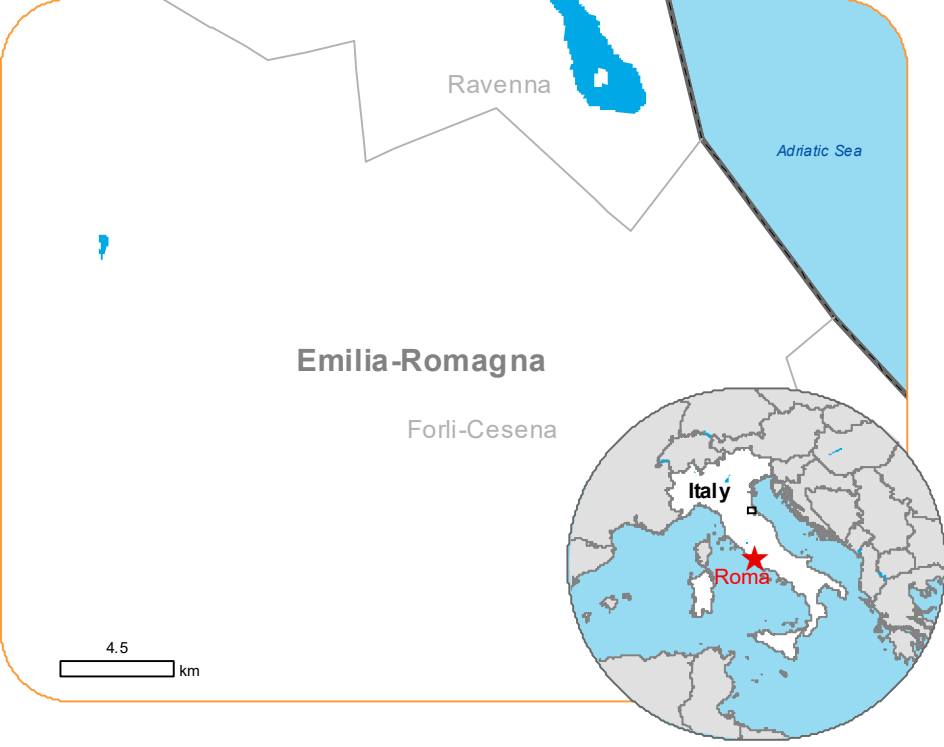 Ravenna
Adriatic Sea
Emilia-Romagna
Forli-Cesena
Italy
Roma
4.5
km